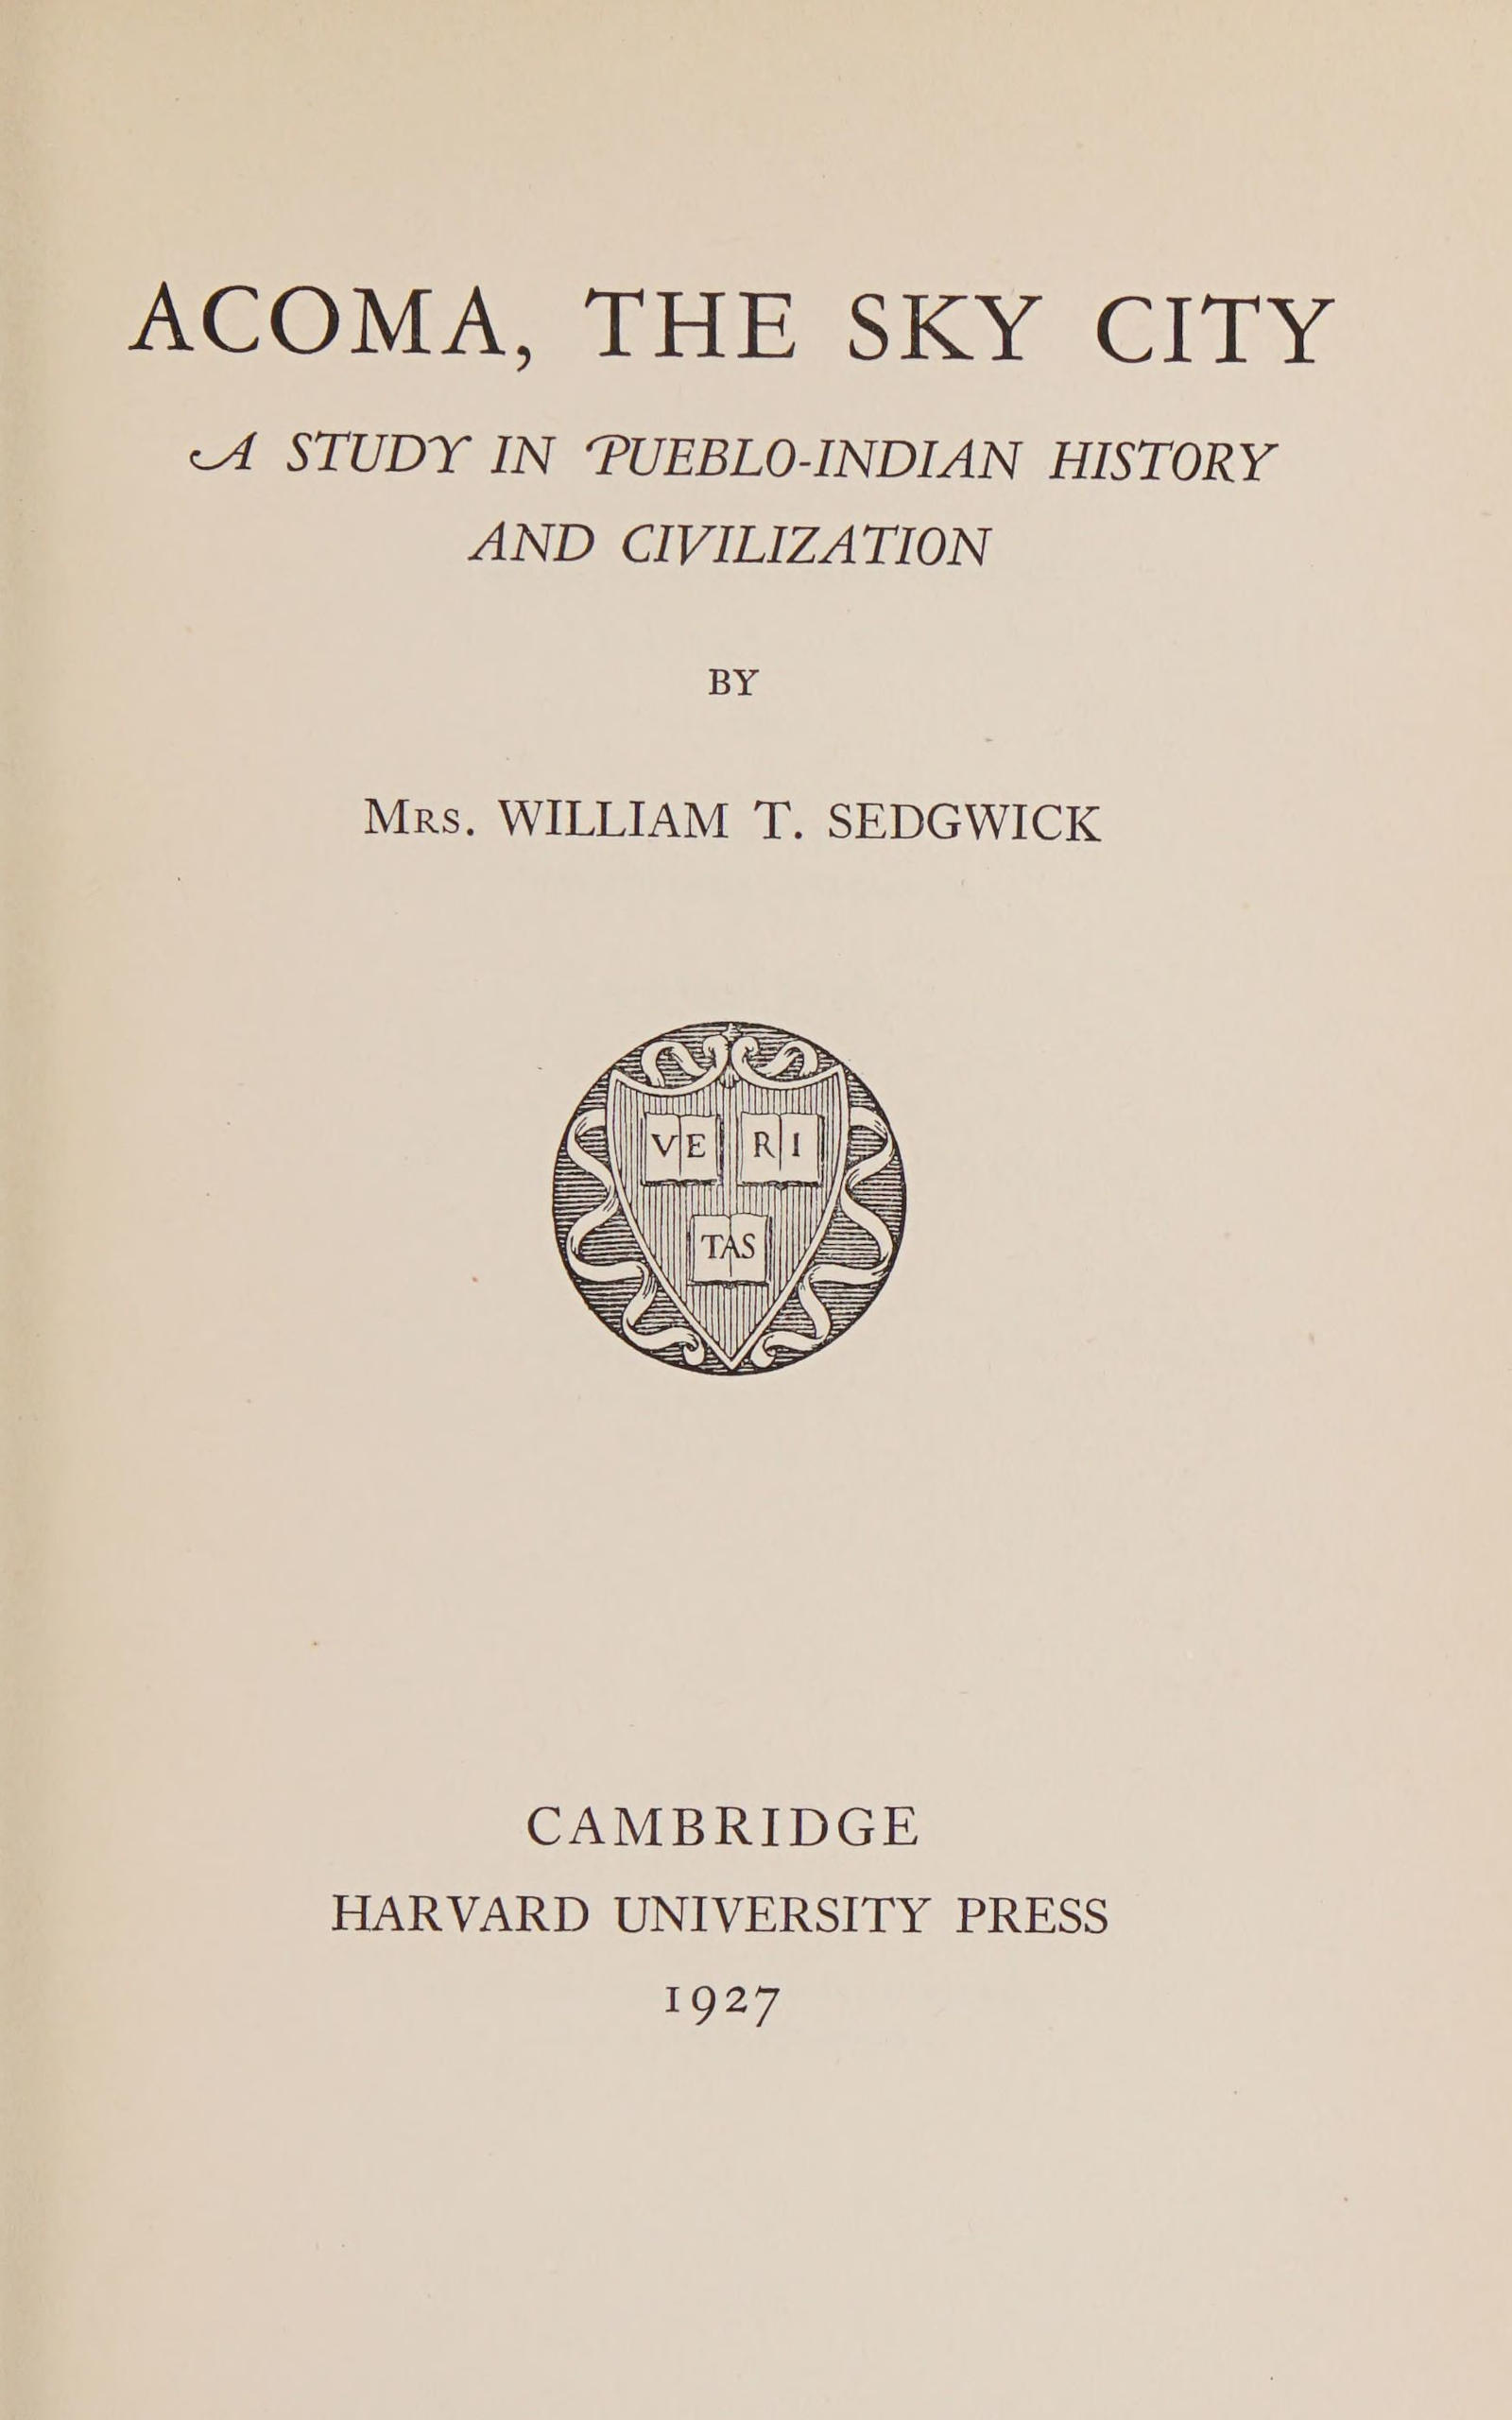 ACOMA, THE SKY CITY
A STUDY IN PUEBLO-INDIAN HISTORY
AND CIVILIZATION
BY
MRS. WILLIAM T. SEDGWICK
VE RI
TAS
CAMBRIDGE
HARVARD UNIVERSITY PRESS
1927